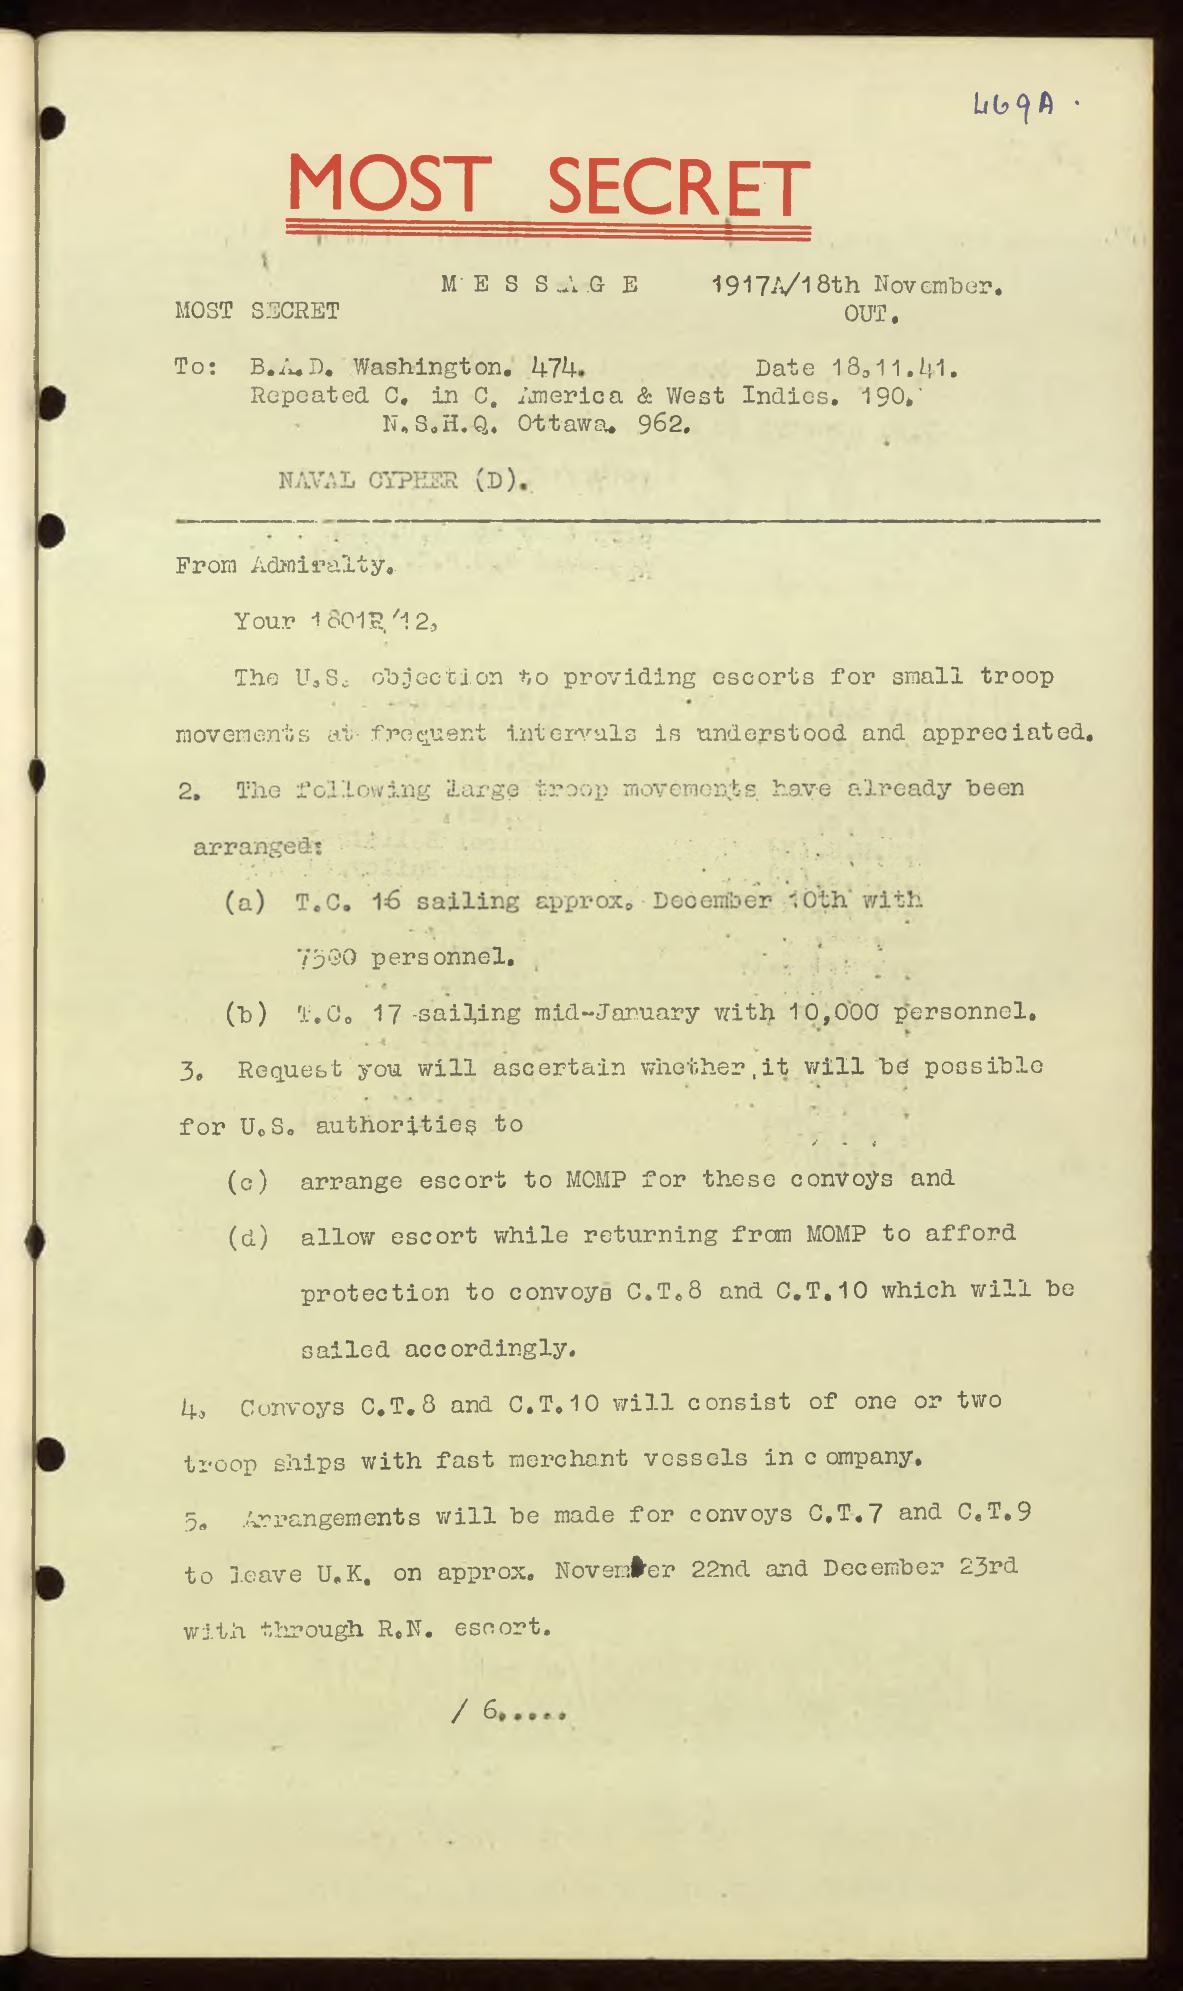 469A.
MOST SECRET
MESSAGE 1917A/18th November.
MOST SECRET OUT.
To: B.A.D. Washington. 474. Date 18.11.41.
Repeated C. in C. America & West Indies. 190.
N.S.H.Q. Ottawa. 962.
NAVAL CYPHER (D).
From Admiralty.
Your 1801R/12,
The U.S. objection to providing escorts for small troop
movements at frequent intervals is understood and appreciated.
2. The following large troop movements have already been
arranged:
(a) T.C. 16 sailing approx. December 10th with
7500 personnel.
(b) T.C. 17 sailing mid-January with 10,000 personnel.
3. Request you will ascertain whether it will be possible
for U.S. authorities to
(c) arrange escort to MOMP for these convoys and
(d) allow escort while returning from MOMP to afford
protection to convoys C.T.8 and C.T.10 which will be
sailed accordingly.
4. Convoys C.T.8 and C.T.10 will consist of one or two
troop ships with fast merchant vessels in company.
5. Arrangements will be made for convoys C.T.7 and C.T.9
to leave U.K. on approx. November 22nd and December 23rd
with through R.N. escort.
/ 6.....